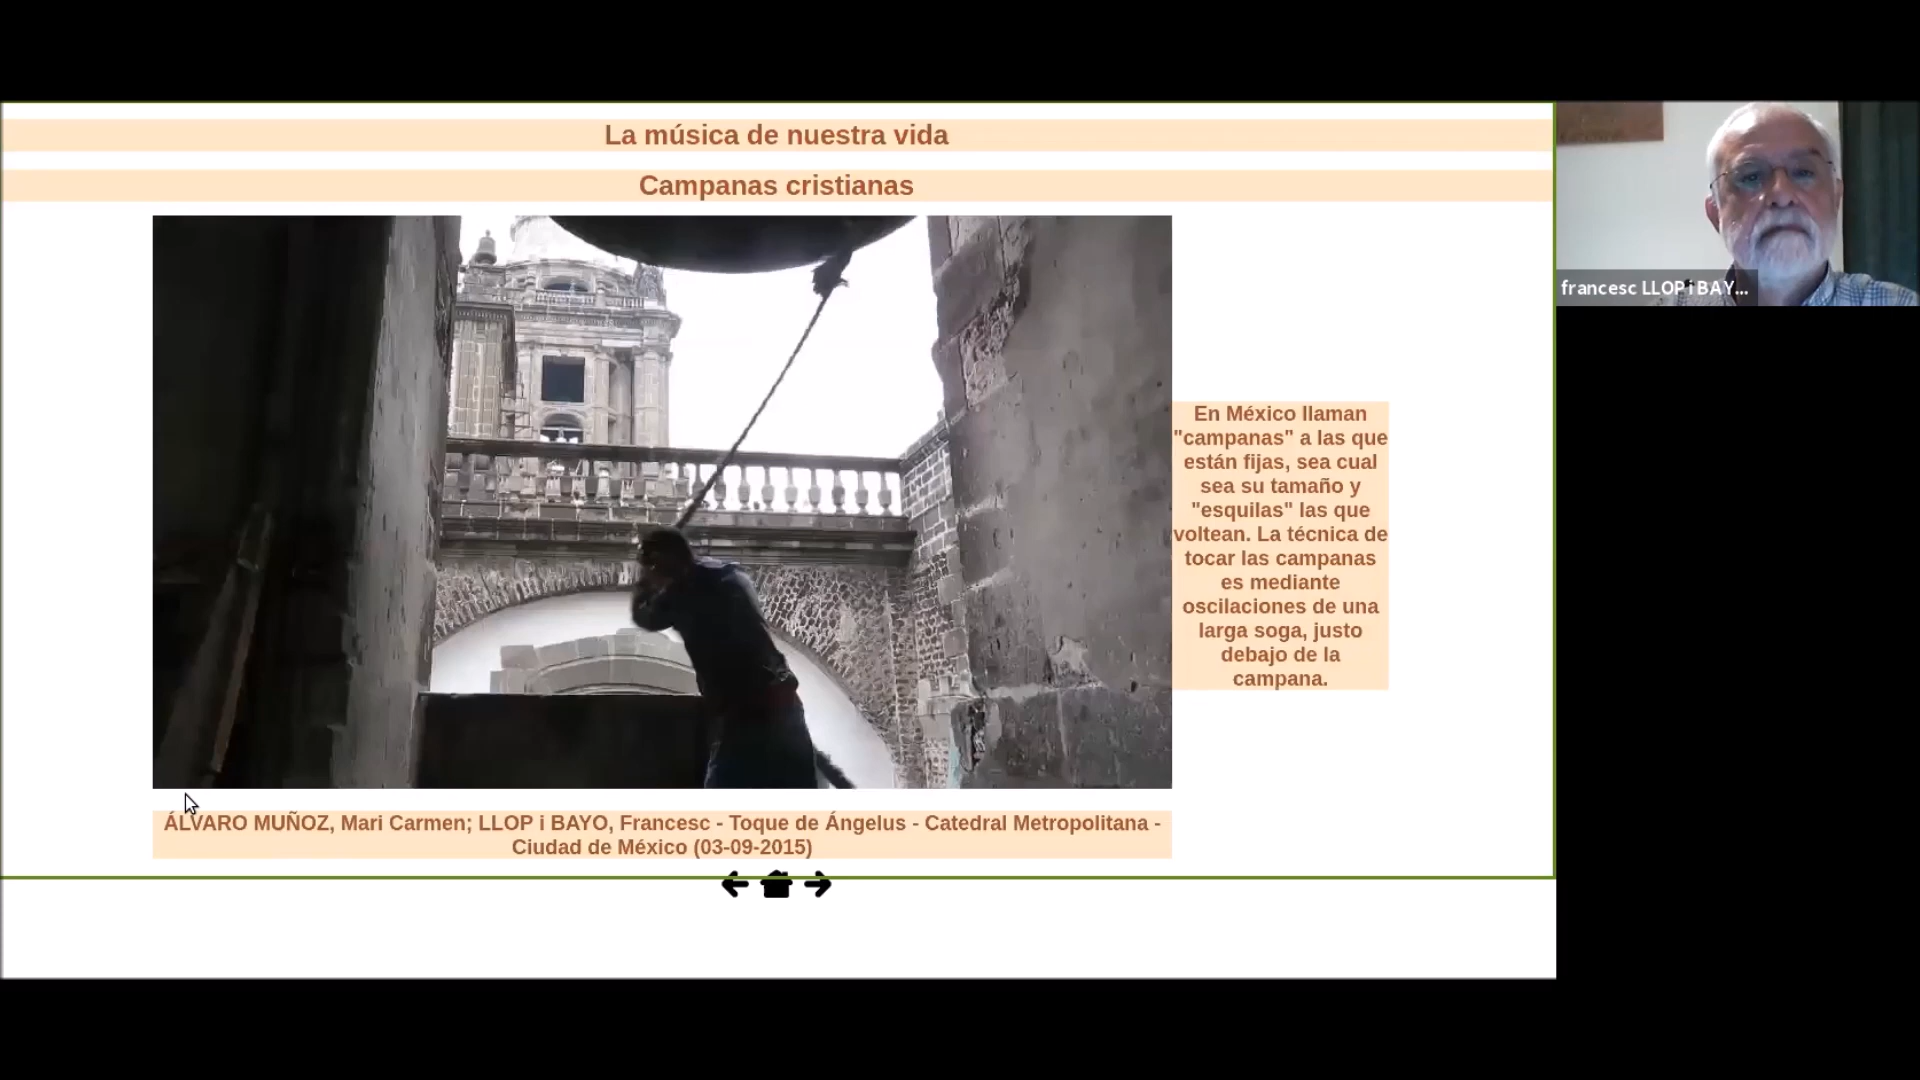 La música de nuestra vida
Campanas cristianas
En México llaman
"campanas" a las que
están fijas, sea cual
sea su tamaño y
"esquilas" las que
voltean. La técnica de
tocar las campanas
es mediante
oscilaciones de una
larga soga, justo
debajo de la
campana.
ÁLVARO MUÑOZ, Mari Carmen; LLOP i BAYO, Francesc - Toque de Ángelus - Catedral Metropolitana -
Ciudad de México (03-09-2015)
francesc LLOP i BAY...